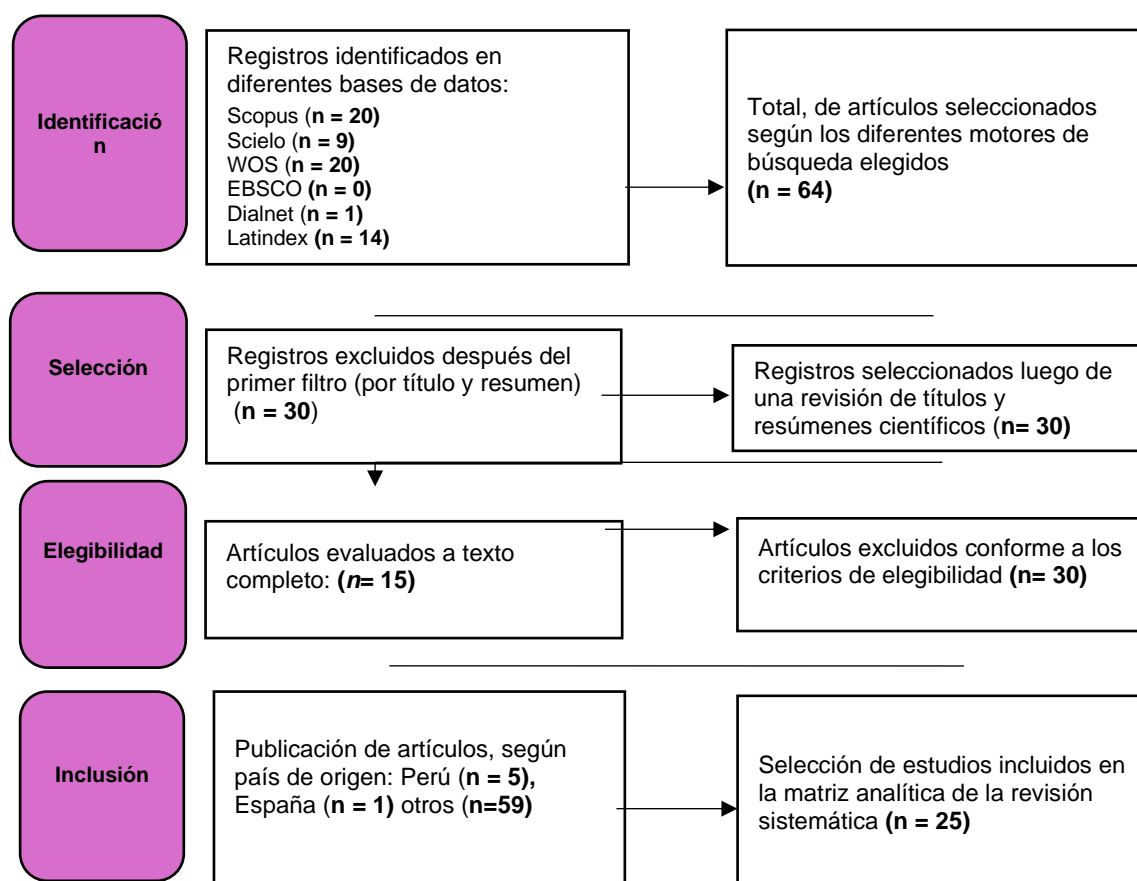 Identificació
n
Registros identificados en
diferentes bases de datos:
Scopus (n = 20)
Scielo (n = 9)
WOS (n = 20)
EBSCO (n = 0)
Dialnet (n = 1)
Latindex (n = 14)
Total, de artículos seleccionados
según los diferentes motores de
búsqueda elegidos
(n = 64)
Selección
Registros excluidos después del
primer filtro (por título y resumen)
(n = 30)
Registros seleccionados luego de
una revisión de títulos y
resúmenes científicos (n= 30)
Elegibilidad
Artículos evaluados a texto
completo: (n= 15)
Artículos excluidos conforme a los
criterios de elegibilidad (n= 30)
Inclusión
Publicación de artículos, según
país de origen: Perú (n = 5),
España (n = 1) otros (n=59)
Selección de estudios incluidos en
la matriz analítica de la revisión
sistemática (n = 25)